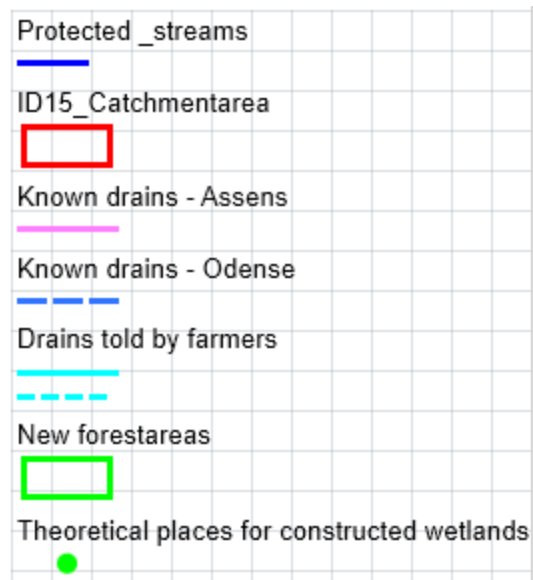 Protected _streams
ID15_Catchmentarea
Known drains - Assens
Known drains - Odense
Drains told by farmers
New forestareas
Theoretical places for constructed wetlands